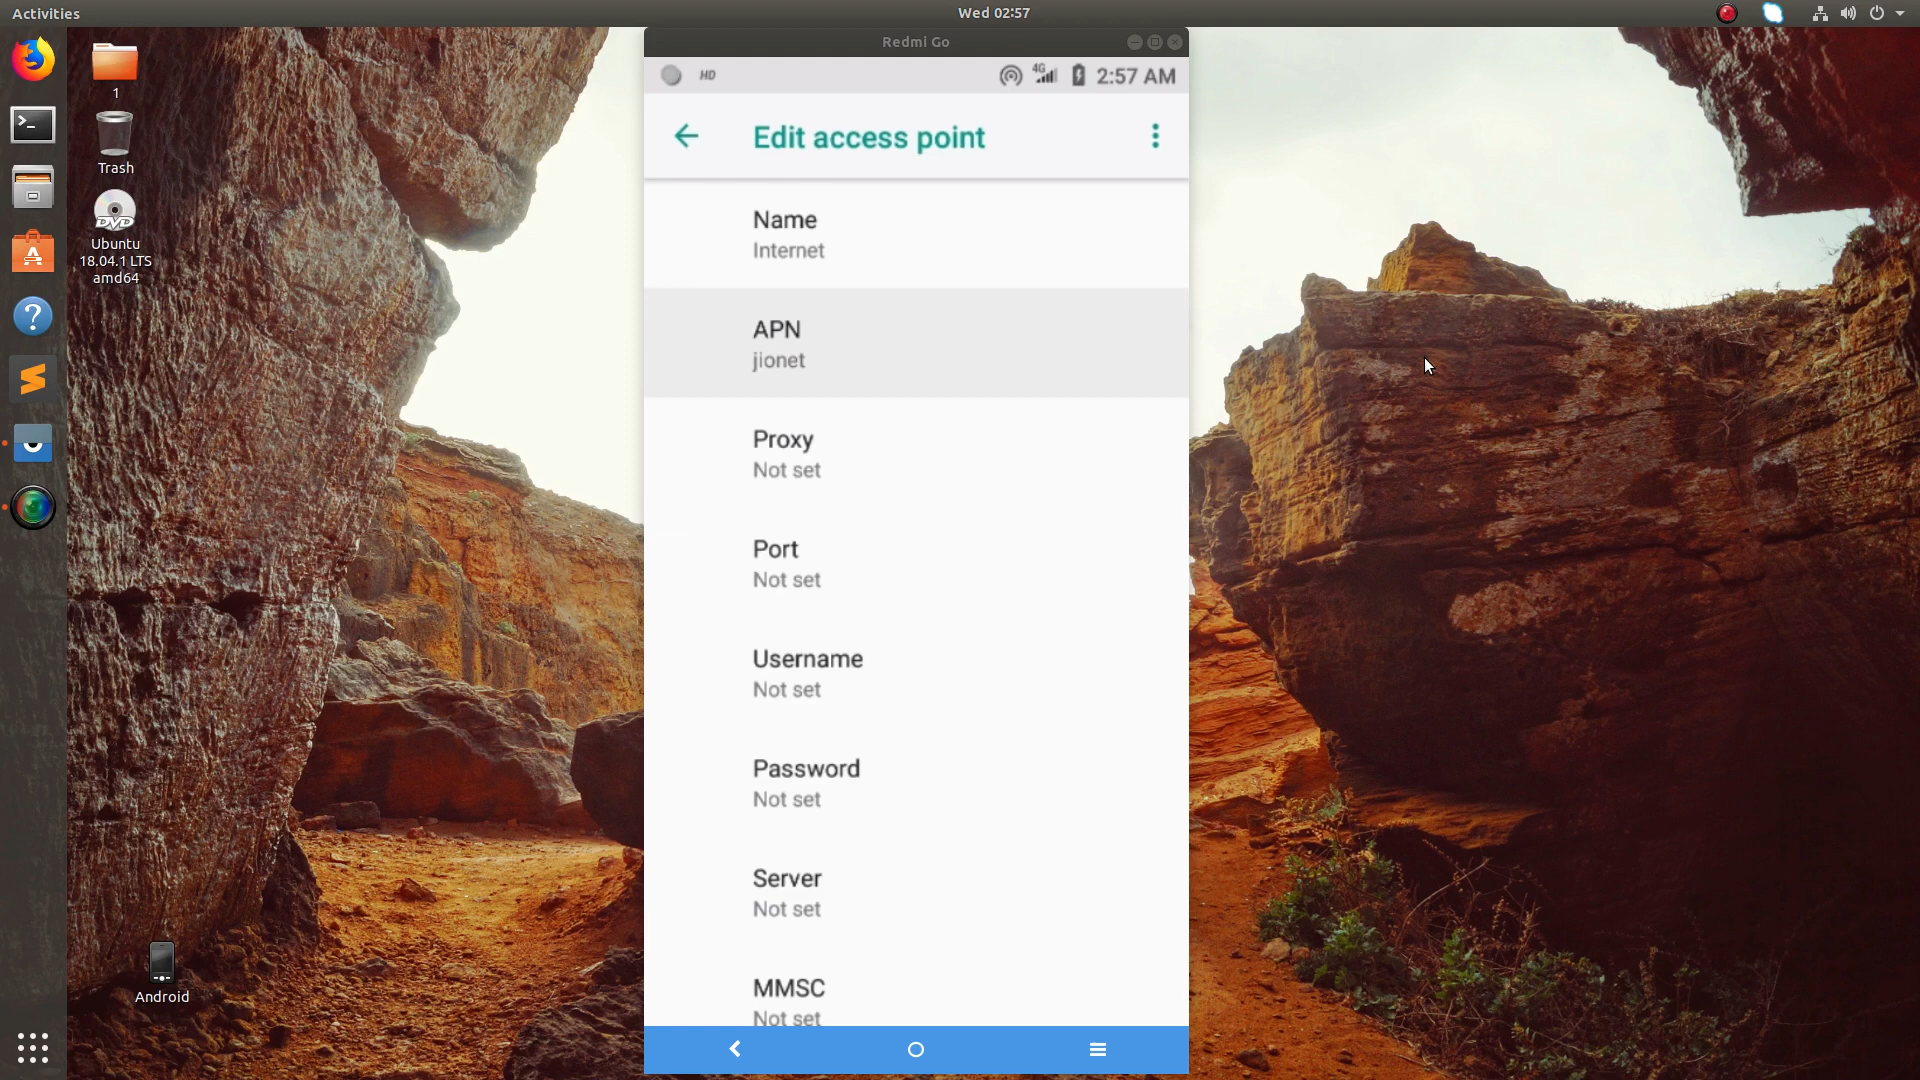 Activities
Wed 02:57
1
Trash
DVD
Ubuntu
18.04.1 LTS
amd64
Android
Redmi Go
HD
4G
2:57 AM
Edit access point
Name
Internet
APN
jionet
Proxy
Not set
Port
Not set
Username
Not set
Password
Not set
Server
Not set
MMSC
Not set